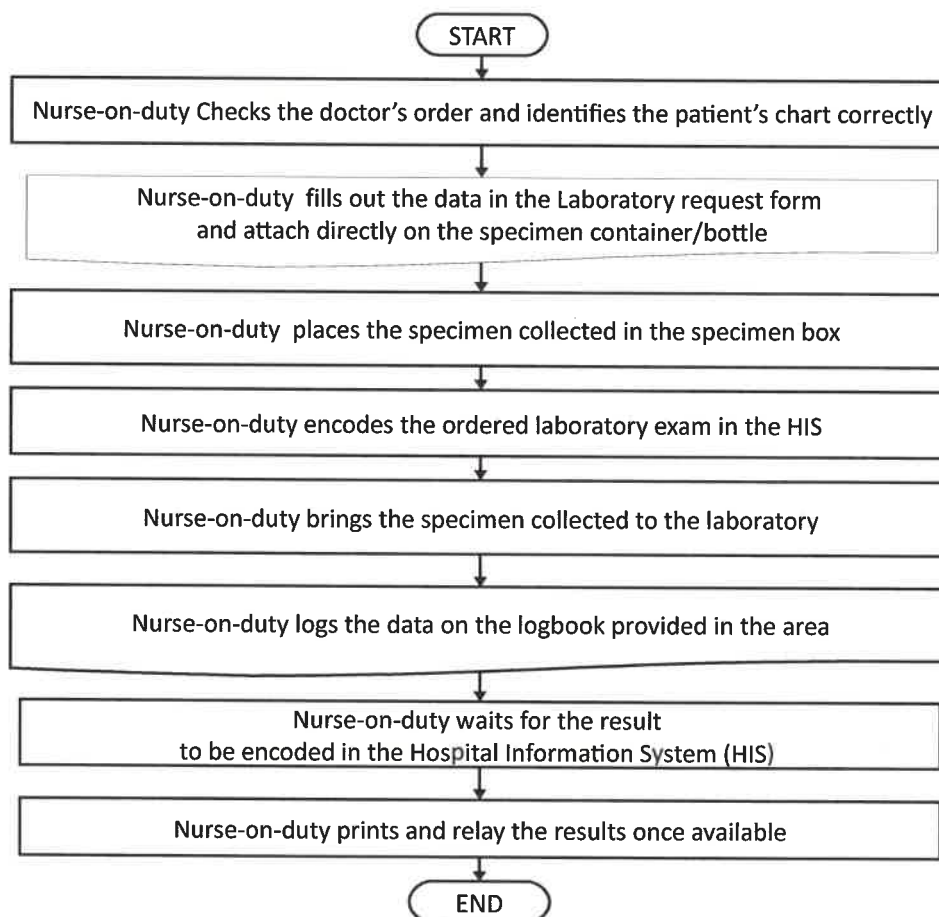 START
Nurse-on-duty Checks the doctor's order and identifies the patient's chart correctly
Nurse-on-duty fills out the data in the Laboratory request form
and attach directly on the specimen container/bottle
Nurse-on-duty places the specimen collected in the specimen box
Nurse-on-duty encodes the ordered laboratory exam in the HIS
Nurse-on-duty brings the specimen collected to the laboratory
Nurse-on-duty logs the data on the logbook provided in the area
Nurse-on-duty waits for the result
to be encoded in the Hospital Information System (HIS)
Nurse-on-duty prints and relay the results once available
END